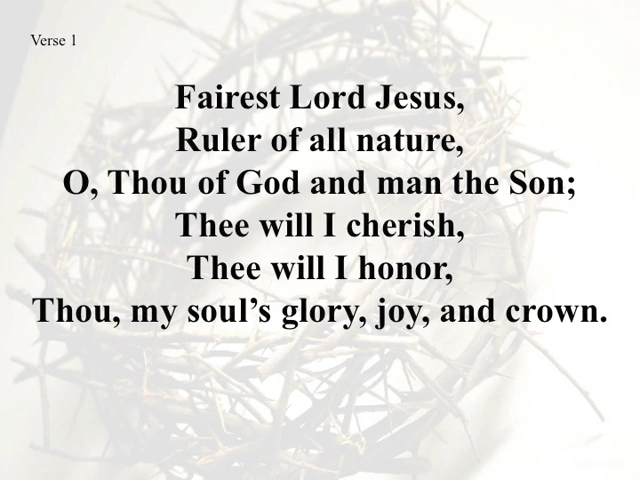 Verse 1
Fairest Lord Jesus,
Ruler of all nature,
O, Thou of God and man the Son;
Thee will I cherish,
Thee will I honor,
Thou, my soul’s glory, joy, and crown.